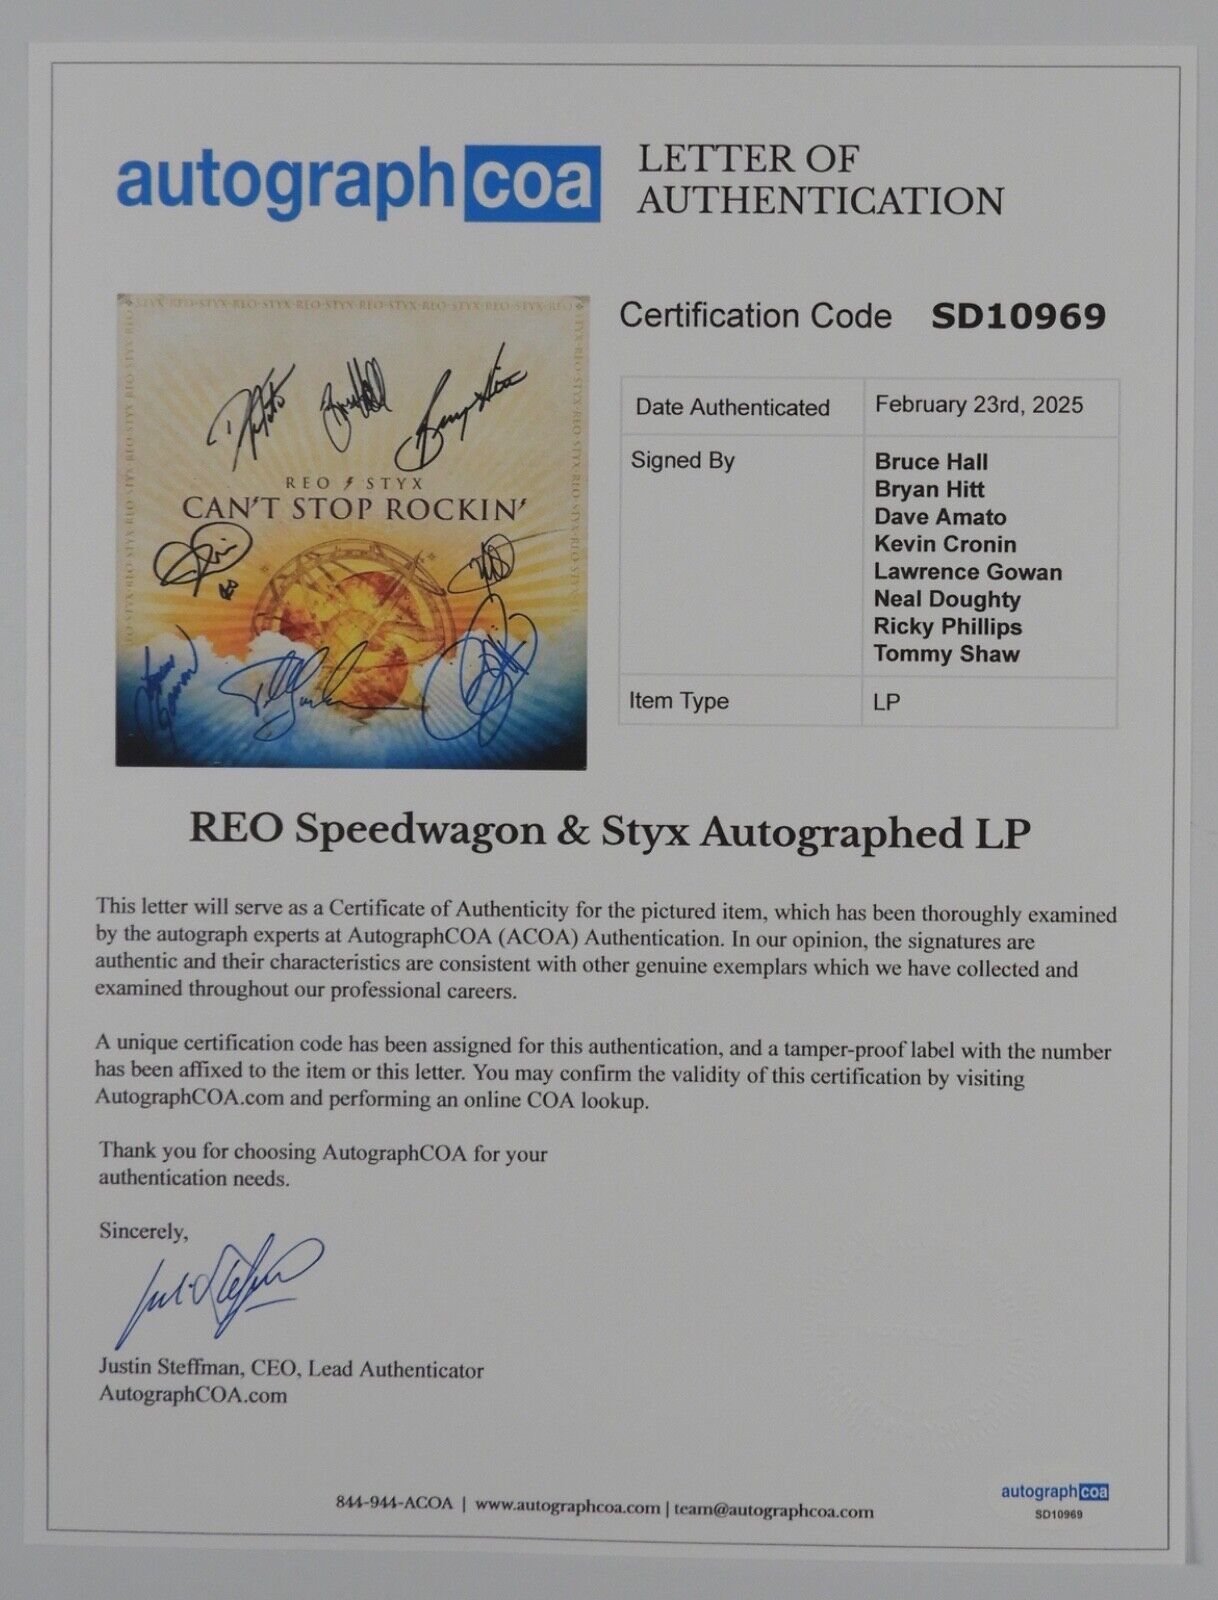 autographcoa
LETTER OF
AUTHENTICATION
REO STYX
CAN'T STOP ROCKIN'
Certification Code SD10969
Date Authenticated February 23rd, 2025
Signed By Bruce Hall
Bryan Hitt
Dave Amato
Kevin Cronin
Lawrence Gowan
Neal Doughty
Ricky Phillips
Tommy Shaw
Item Type LP
REO Speedwagon & Styx Autographed LP
This letter will serve as a Certificate of Authenticity for the pictured item, which has been thoroughly examined
by the autograph experts at AutographCOA (ACOA) Authentication. In our opinion, the signatures are
authentic and their characteristics are consistent with other genuine exemplars which we have collected and
examined throughout our professional careers.
A unique certification code has been assigned for this authentication, and a tamper-proof label with the number
has been affixed to the item or this letter. You may confirm the validity of this certification by visiting
AutographCOA.com and performing an online COA lookup.
Thank you for choosing AutographCOA for your
authentication needs.
Sincerely,
Justin Steffman, CEO, Lead Authenticator
AutographCOA.com
844-944-ACOA | www.autographcoa.com | team@autographcoa.com
autographcoa
SD10969